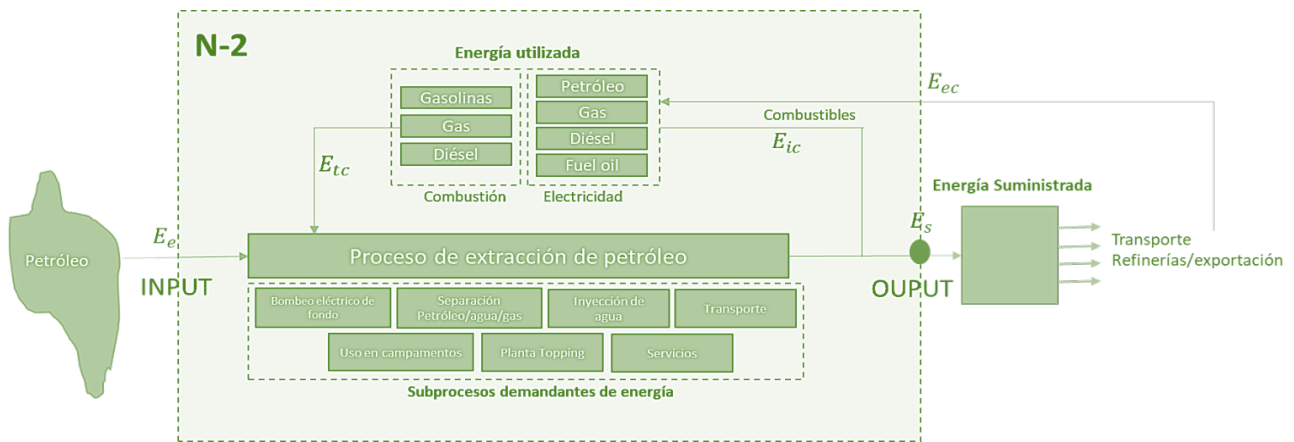 N-2
Energía utilizada
Gasolinas
Gas
Diésel
Combustión
Petróleo
Gas
Diésel
Fuel oil
Electricidad
Combustibles
E_ic
E_ec
E_tc
Petróleo
E_e
INPUT
Proceso de extracción de petróleo
Bombeo eléctrico de
fondo
Separación
Petróleo/agua/gas
Inyección de
agua
Transporte
Uso en campamentos
Planta Topping
Servicios
Subprocesos demandantes de energía
E_s
OUPUT
Energía Suministrada
Transporte
Refinerías/exportación